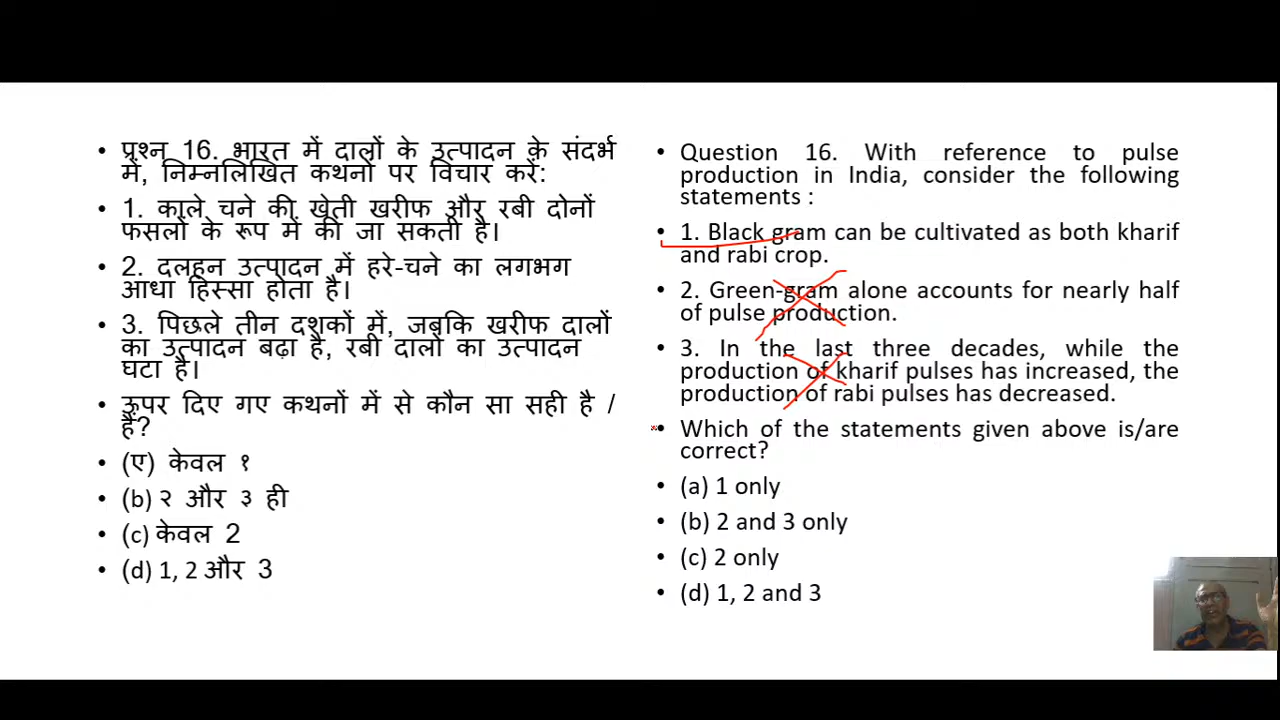 • प्रश्न 16. भारत में दालों के उत्पादन के संदर्भ
में, निम्नलिखित कथनों पर विचार करें:
• 1. काले चने की खेती खरीफ और रबी दोनों
फसलों के रूप में की जा सकती है।
• 2. दलहन उत्पादन में हरे-चने का लगभग
आधा हिस्सा होता है।
• 3. पिछले तीन दशकों में, जबकि खरीफ दालों
का उत्पादन बढ़ा है, रबी दालों का उत्पादन
घटा है।
• ऊपर दिए गए कथनों में से कौन सा सही है /
हैं?
• (ए) केवल १
• (b) २ और ३ ही
• (c) केवल 2
• (d) 1, 2 और 3
• Question 16. With reference to pulse
production in India, consider the following
statements :
• 1. Black gram can be cultivated as both kharif
and rabi crop.
• 2. Green-gram alone accounts for nearly half
of pulse production.
• 3. In the last three decades, while the
production of kharif pulses has increased, the
production of rabi pulses has decreased.
• Which of the statements given above is/are
correct?
• (a) 1 only
• (b) 2 and 3 only
• (c) 2 only
• (d) 1, 2 and 3